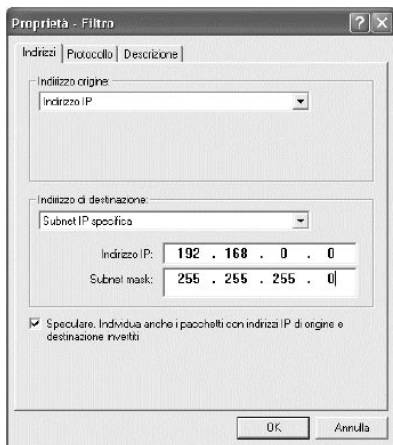 Proprietà - Filtro
Indirizzi Protocollo Descrizione
Indirizzo origine:
Indirizzo IP
Indirizzo di destinazione:
Subnet IP specifica
Indirizzo IP: 192 . 168 . 0 . 0
Subnet mask: 255 . 255 . 255 . 0
Speculare. Individua anche i pacchetti con indirizzi IP di origine e
destinazione invertiti
OK Annulla